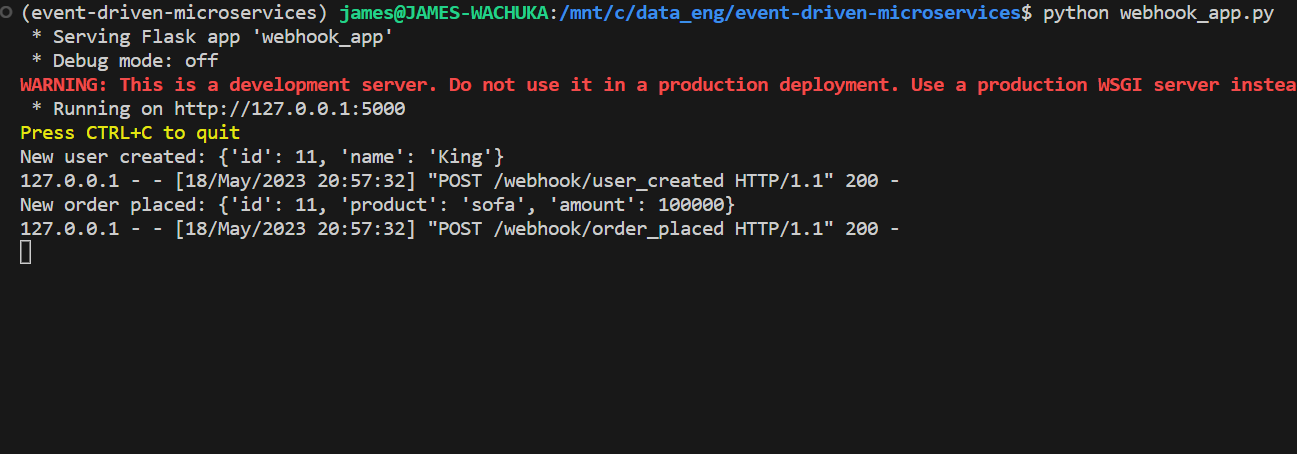 (event-driven-microservices) james@JAMES-WACHUKA:/mnt/c/data_eng/event-driven-microservices$ python webhook_app.py
* Serving Flask app 'webhook_app'
* Debug mode: off
WARNING: This is a development server. Do not use it in a production deployment. Use a production WSGI server instea
* Running on http://127.0.0.1:5000
Press CTRL+C to quit
New user created: {'id': 11, 'name': 'King'}
127.0.0.1 - - [18/May/2023 20:57:32] "POST /webhook/user_created HTTP/1.1" 200 -
New order placed: {'id': 11, 'product': 'sofa', 'amount': 100000}
127.0.0.1 - - [18/May/2023 20:57:32] "POST /webhook/order_placed HTTP/1.1" 200 -